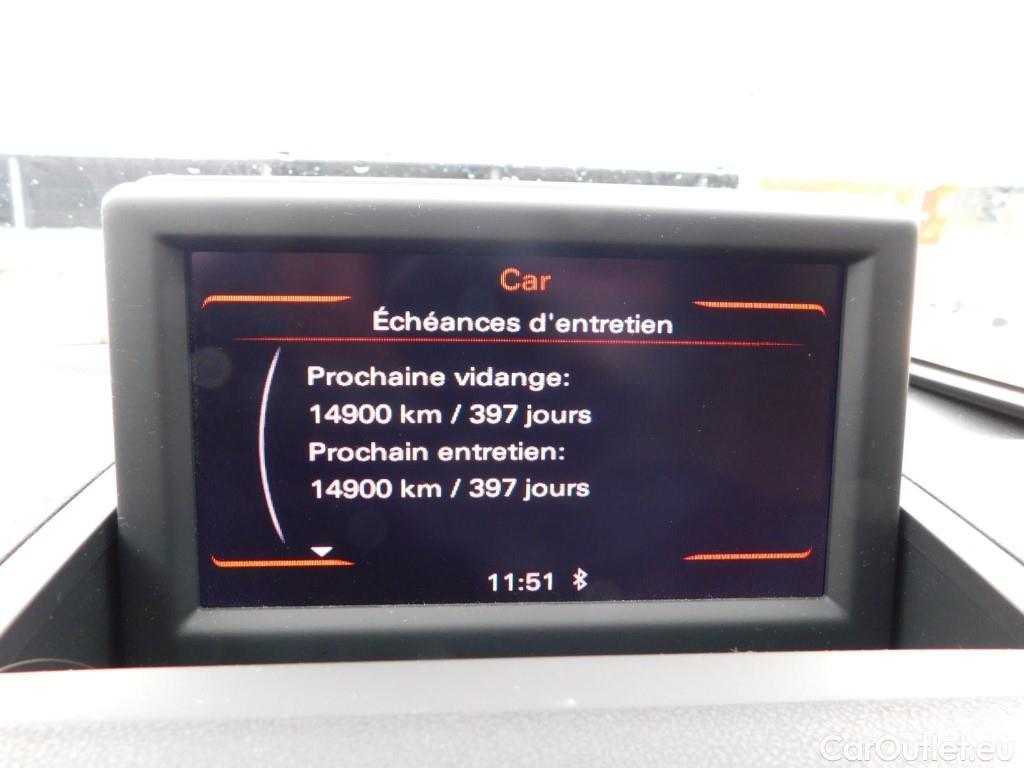 Car
Échéances d'entretien
Prochaine vidange:
14900 km / 397 jours
Prochain entretien:
14900 km / 397 jours
11:51
CarOutlet.eu